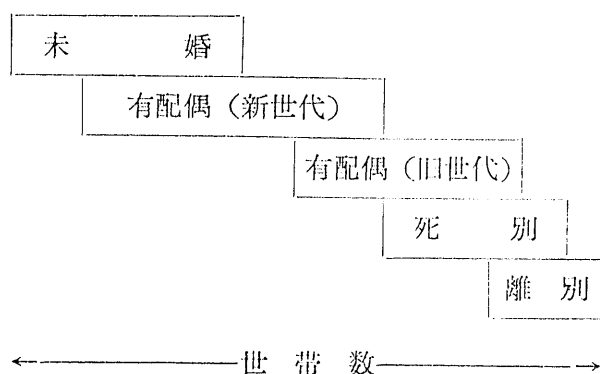 未婚
有配偶（新世代）
有配偶（旧世代）
死別
離別
世帯数